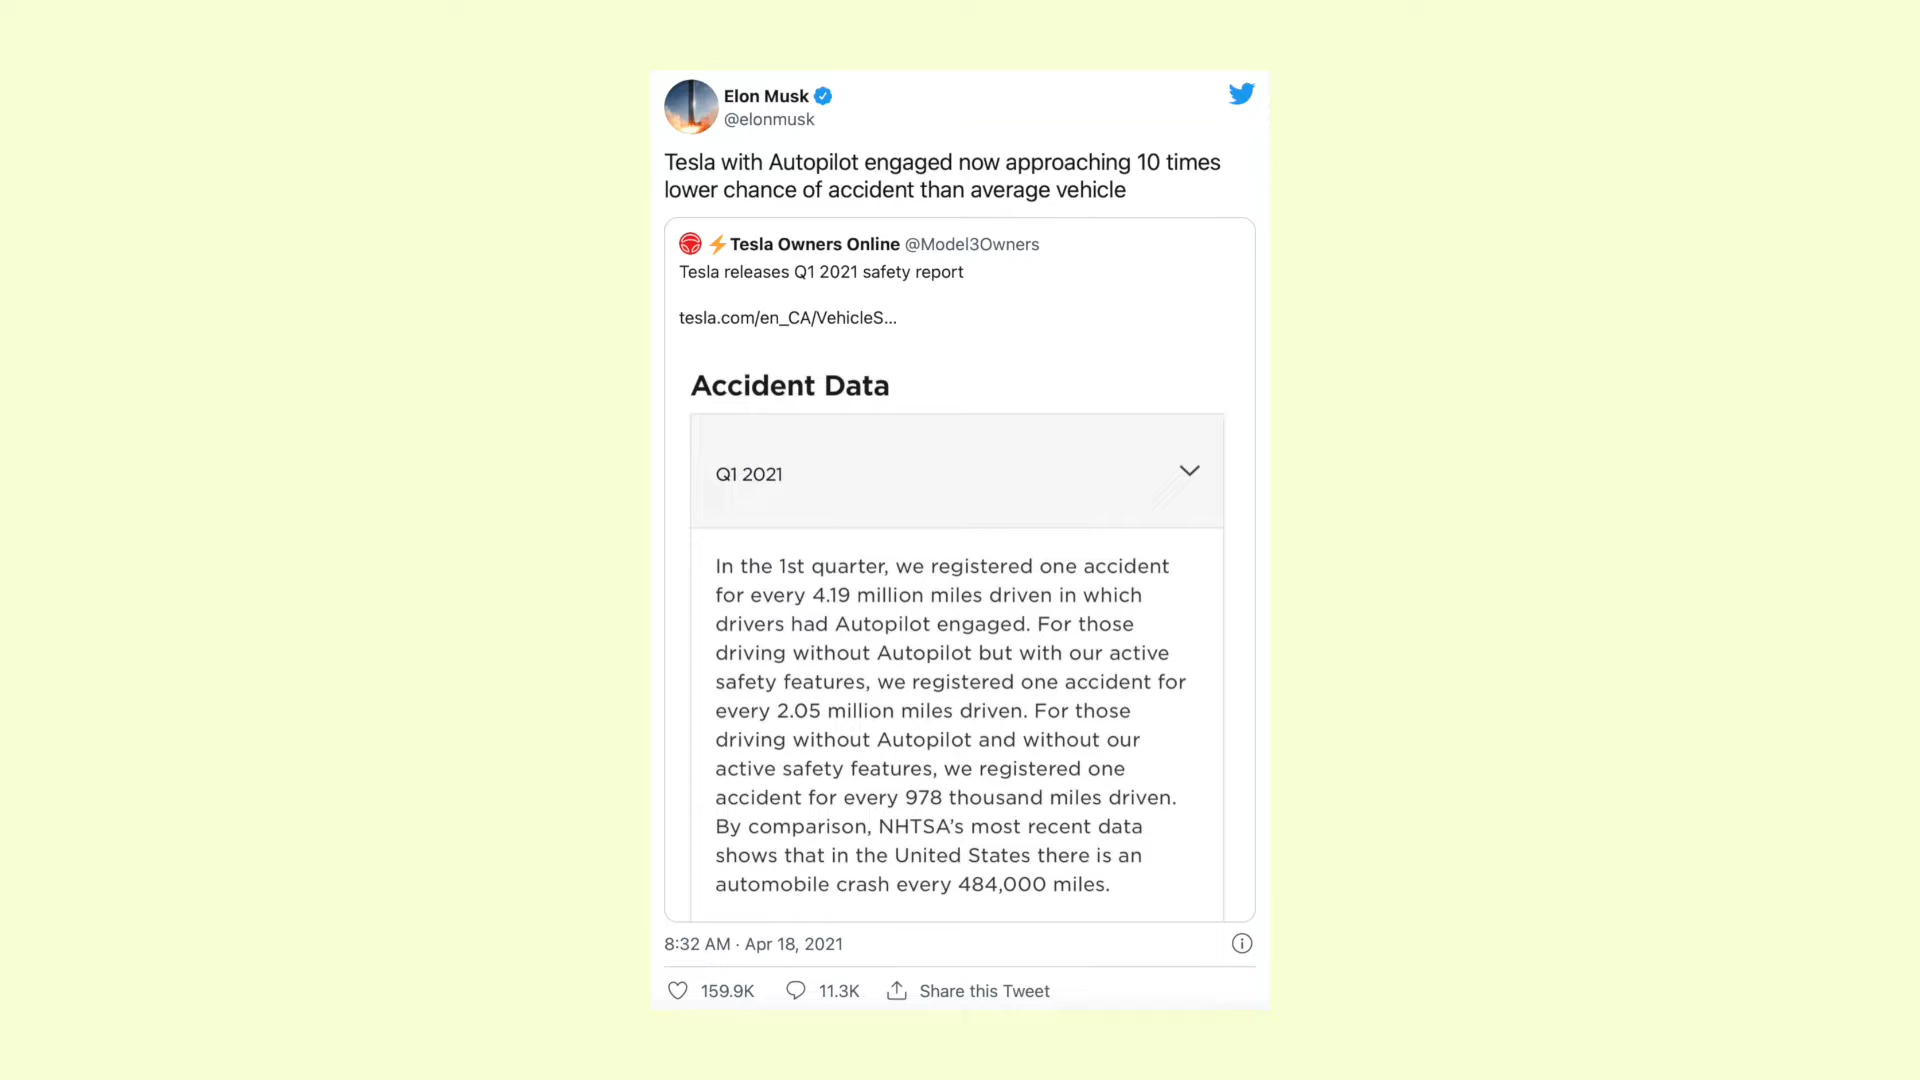 Elon Musk
@elonmusk
Tesla with Autopilot engaged now approaching 10 times
lower chance of accident than average vehicle
⚡Tesla Owners Online @Model3Owners
Tesla releases Q1 2021 safety report
tesla.com/en_CA/VehicleS...
Accident Data
Q1 2021
In the 1st quarter, we registered one accident
for every 4.19 million miles driven in which
drivers had Autopilot engaged. For those
driving without Autopilot but with our active
safety features, we registered one accident for
every 2.05 million miles driven. For those
driving without Autopilot and without our
active safety features, we registered one
accident for every 978 thousand miles driven.
By comparison, NHTSA's most recent data
shows that in the United States there is an
automobile crash every 484,000 miles.
8:32 AM · Apr 18, 2021
159.9K 11.3K Share this Tweet